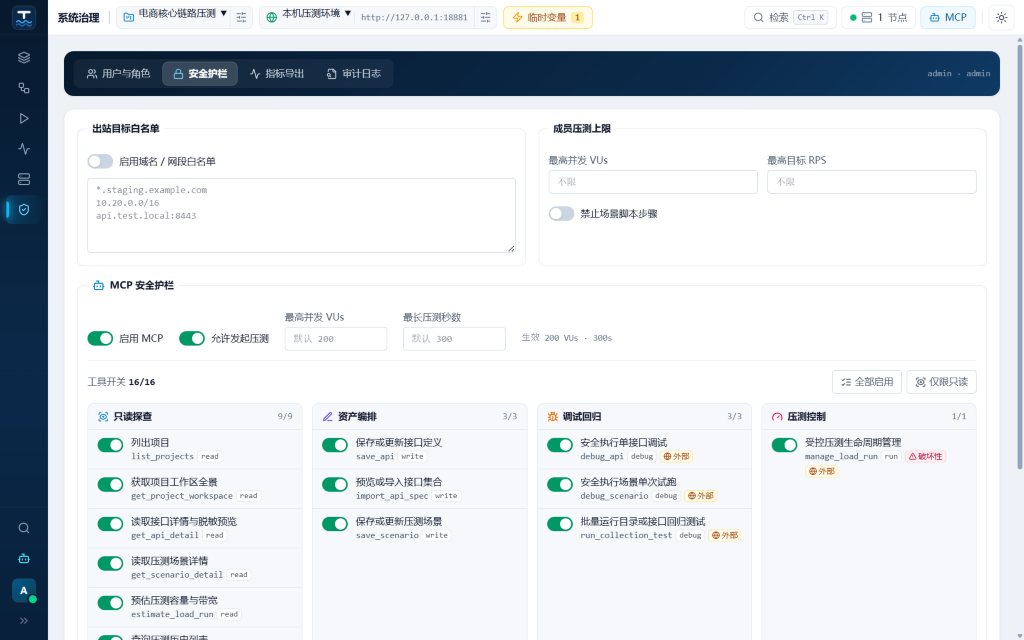 系统治理
电商核心链路压测 ▼
本机压测环境 ▼
http://127.0.0.1:18881
临时变量 1
检索 Ctrl K
1 节点
MCP
用户与角色
安全护栏
指标导出
审计日志
admin · admin
出站目标白名单
启用域名 / 网段白名单
*.staging.example.com
10.20.0.0/16
api.test.local:8443
成员压测上限
最高并发 VUs
最高目标 RPS
不限
不限
禁止场景脚本步骤
MCP 安全护栏
启用 MCP
允许发起压测
最高并发 VUs
默认 200
最长压测秒数
默认 300
生效 200 VUs · 300s
工具开关 16/16
全部启用
仅限只读
只读探查 9/9
列出项目
list_projects read
获取项目工作区全景
get_project_workspace read
读取接口详情与脱敏预览
get_api_detail read
读取压测场景详情
get_scenario_detail read
预估压测容量与带宽
estimate_load_run read
查询压测历史列表
资产编排 3/3
保存或更新接口定义
save_api write
预览或导入接口集合
import_api_spec write
保存或更新压测场景
save_scenario write
调试回归 3/3
安全执行单接口调试
debug_api debug 外部
安全执行场景单次试跑
debug_scenario debug 外部
批量运行目录或接口回归测试
run_collection_test debug 外部
压测控制 1/1
受控压测生命周期管理
manage_load_run run 破坏性
外部
A